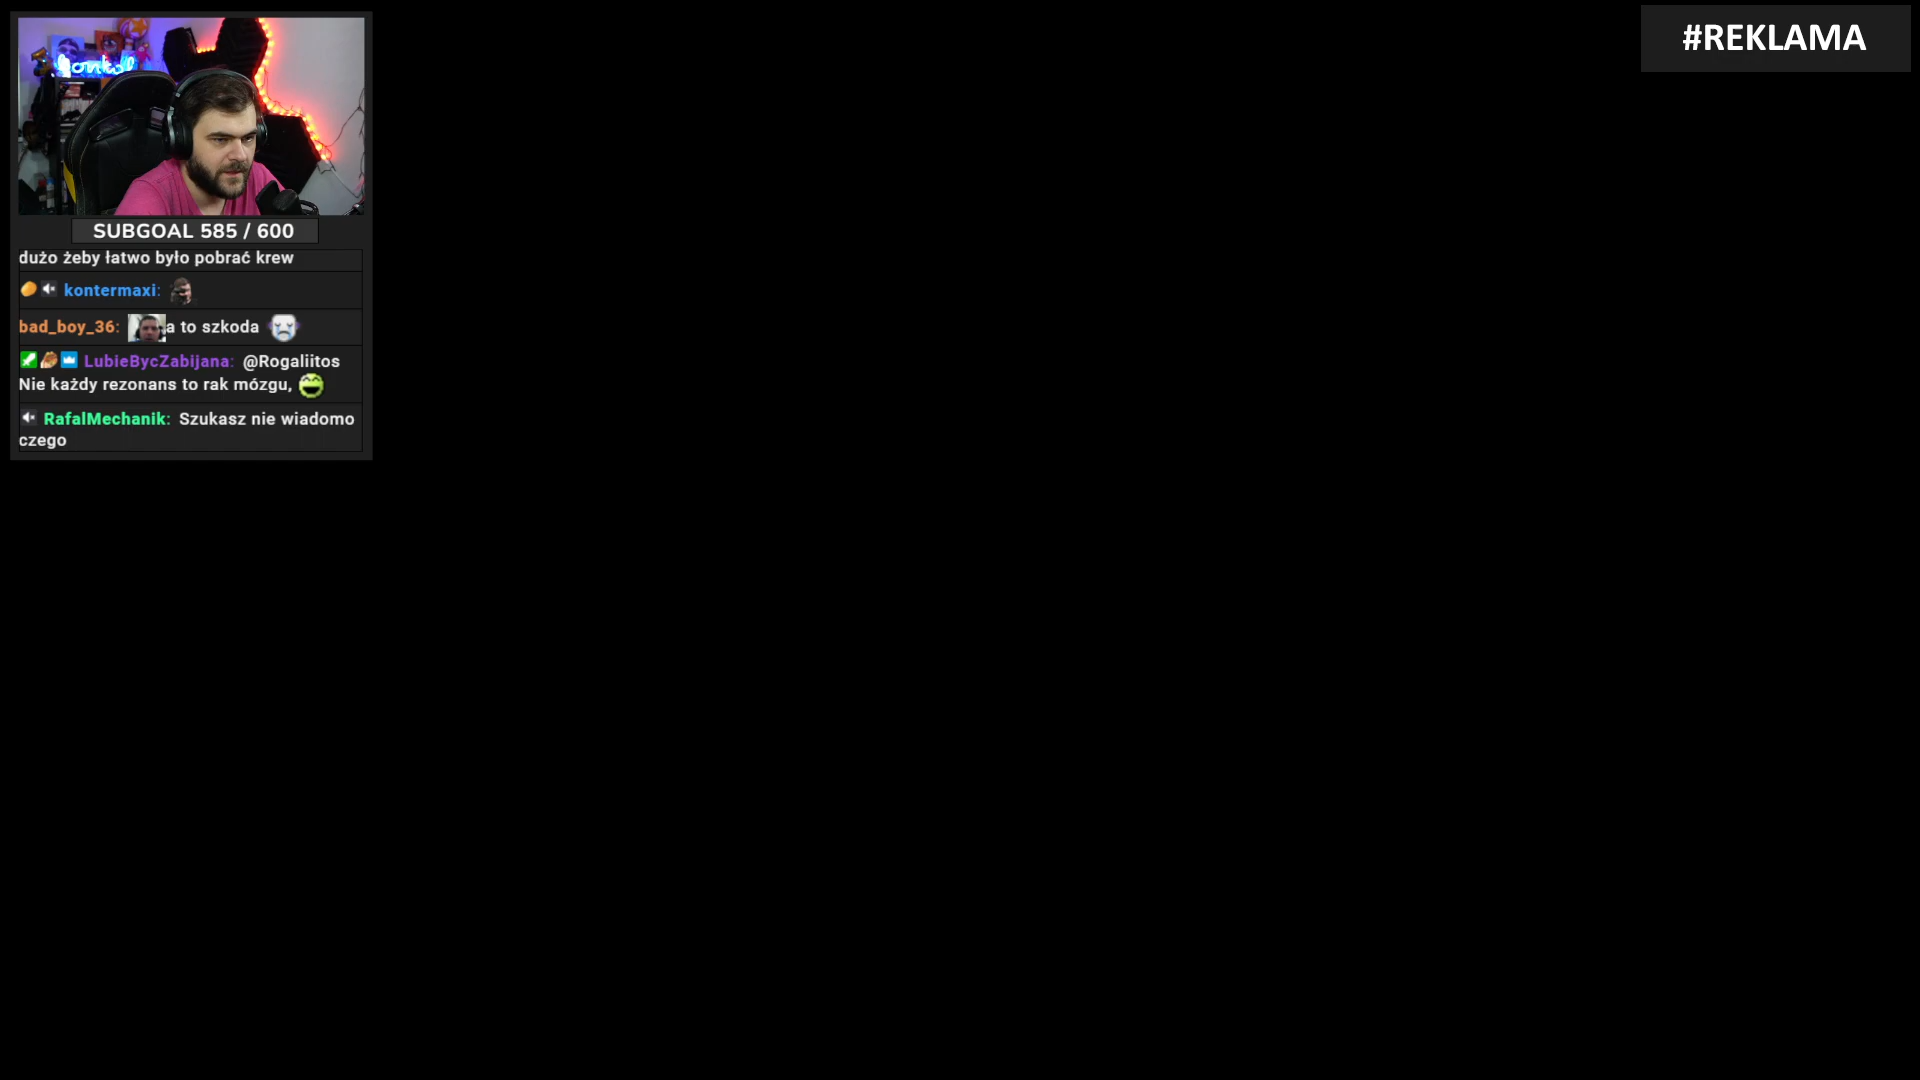 #REKLAMA
SUBGOAL 585 / 600
dużo żeby łatwo było pobrać krew
kontermaxi:
bad_boy_36: a to szkoda
LubieBycZabijana: @Rogaliitos
Nie każdy rezonans to rak mózgu,
RafalMechanik: Szukasz nie wiadomo
czego